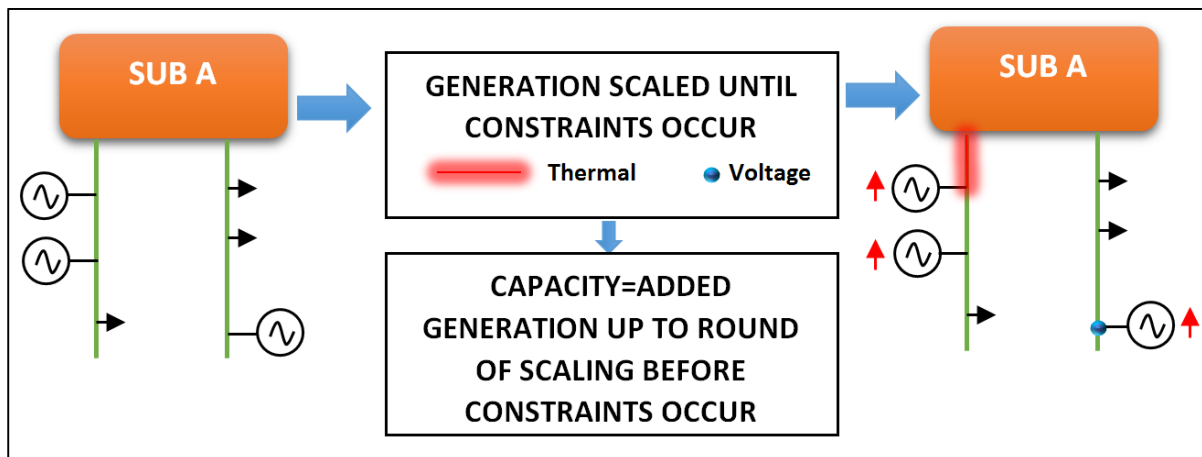 SUB A
GENERATION SCALED UNTIL
CONSTRAINTS OCCUR
Thermal
Voltage
CAPACITY=ADDED
GENERATION UP TO ROUND
OF SCALING BEFORE
CONSTRAINTS OCCUR
SUB A